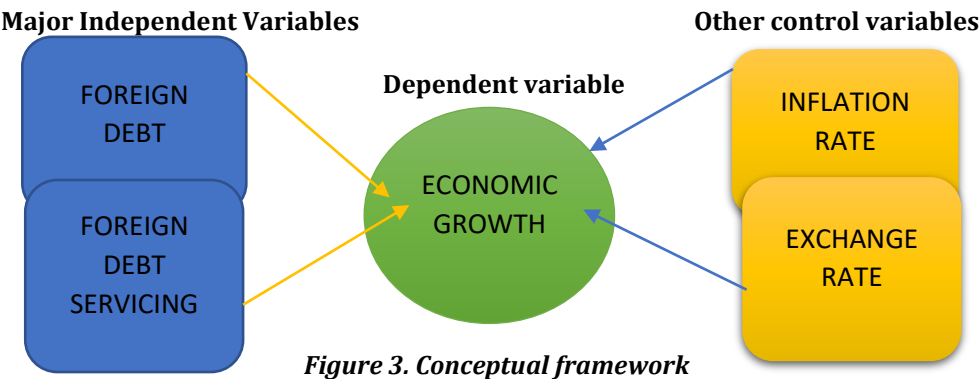 Major Independent Variables
Other control variables
Dependent variable
FOREIGN
DEBT
FOREIGN
DEBT
SERVICING
ECONOMIC
GROWTH
INFLATION
RATE
EXCHANGE
RATE
Figure 3. Conceptual framework